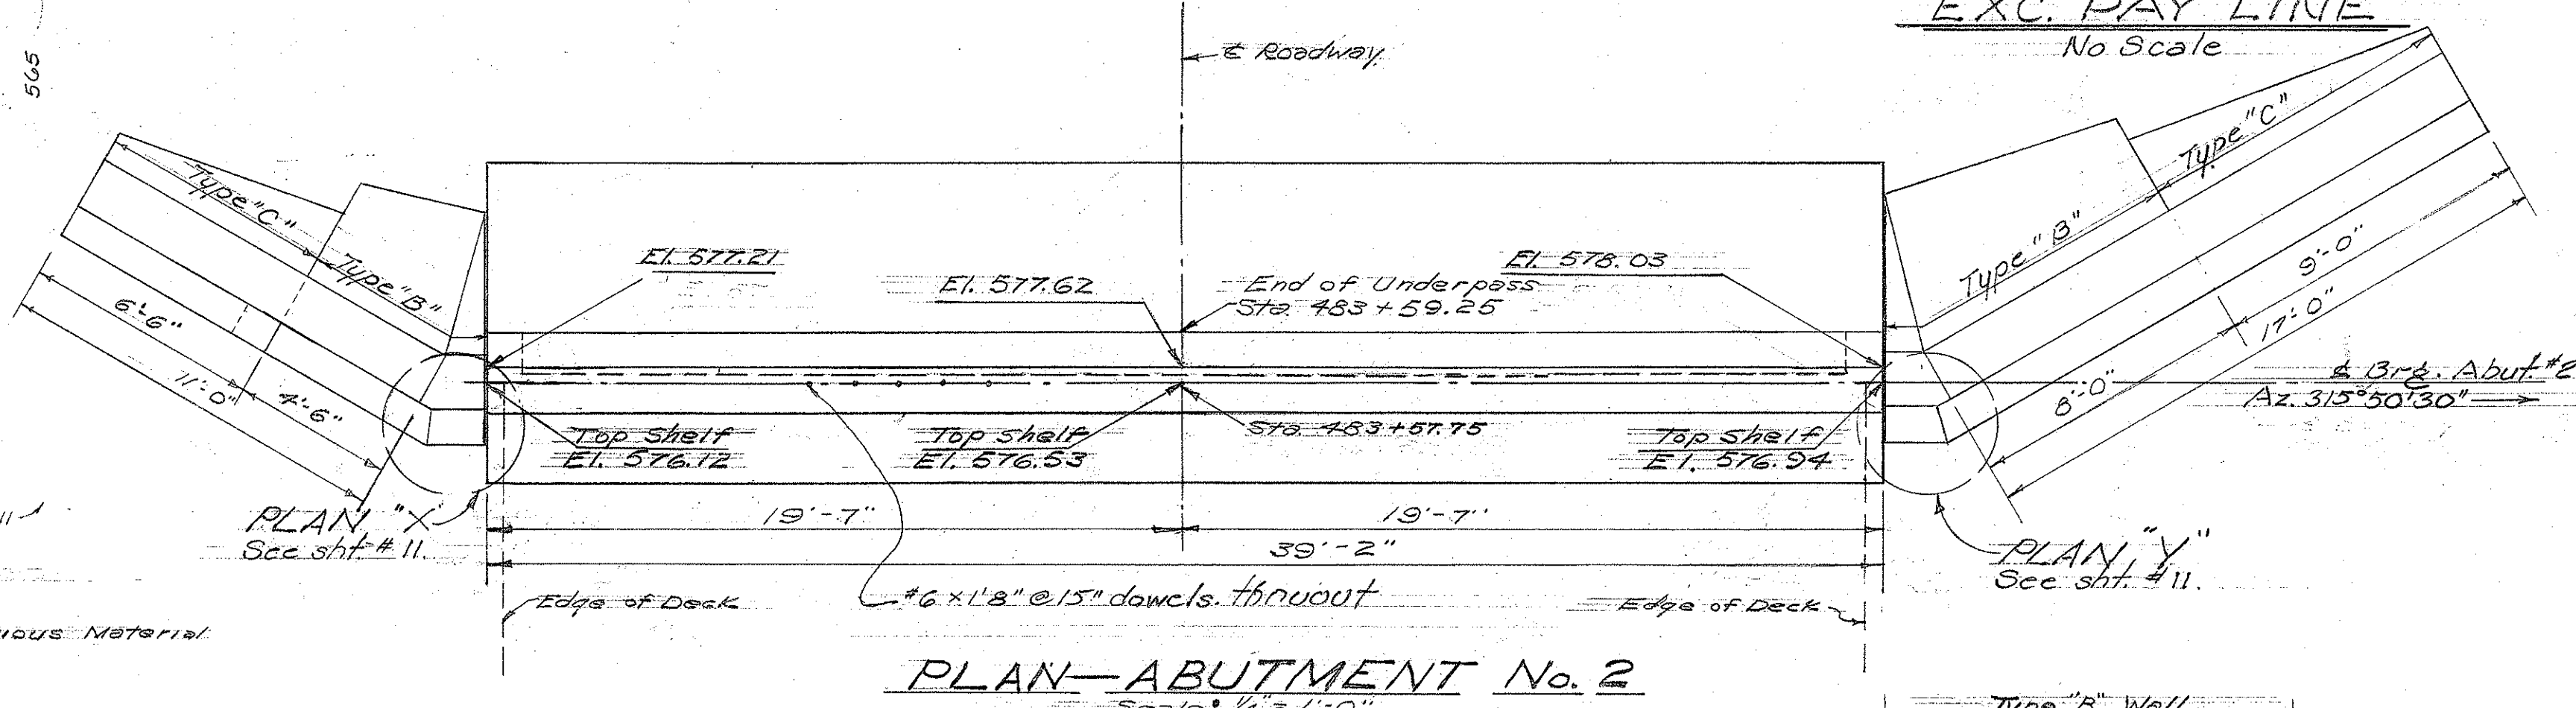 EXC. PAY LINE
No Scale
565
℄ Roadway
Type "C"
Type "B"
6'-6"
11'-0"
4'-6"
El. 577.21
El. 577.62
End of Underpass
Sta. 483+59.25
El. 578.03
Type "C"
Type "B"
9'-0"
17'-0"
8'-0"
℄ Brg. Abut. #2
Az. 315°50'30"
Top Shelf
El. 576.12
Top Shelf
El. 576.53
Sta 483+57.75
Top Shelf
El. 576.94
PLAN "X"
See sht # 11.
19'-7"
19'-7"
39'-2"
PLAN "Y"
See sht. #11.
Edge of Deck
#6 x 1'8" @ 15" dowels. thruout
Edge of Deck
Material
PLAN—ABUTMENT No. 2
Scale: 1/4" = 1'-0"
Type "B" Wall